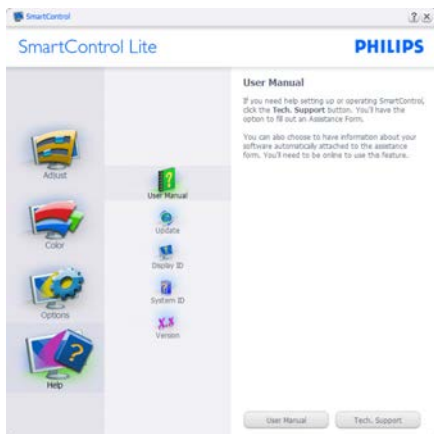 SmartControl
SmartControl Lite
PHILIPS
Adjust
Color
Options
Help
User Manual
Update
Display ID
System ID
Version
User Manual
If you need help setting up or operating SmartControl,
click the Tech. Support button. You'll have the
option to fill out an Assistance Form.
You can also choose to have information about your
software automatically attached to the assistance
form. You'll need to be online to use this feature.
User Manual
Tech. Support